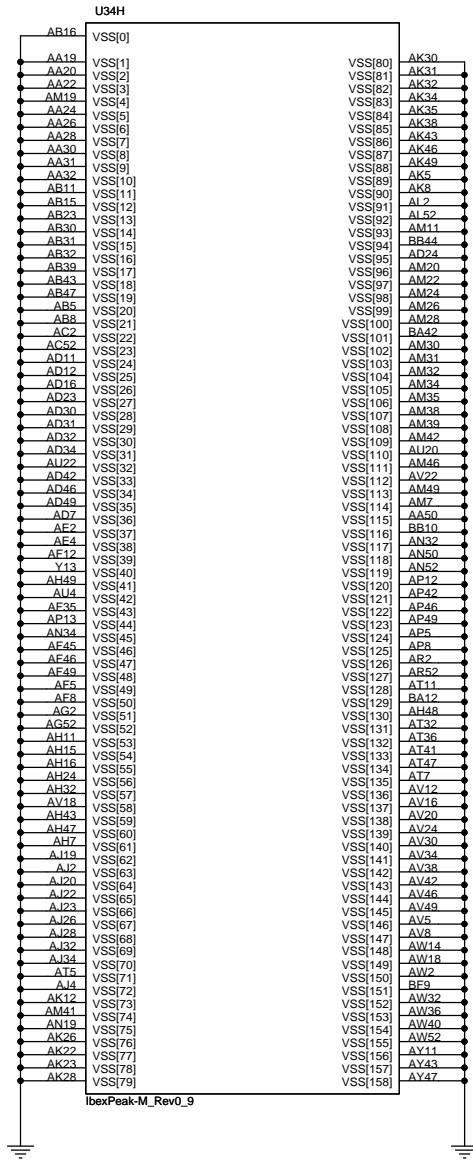 U34H
AB16 VSS[0]
AA19 VSS[1]
AA20 VSS[2]
AA22 VSS[3]
AM19 VSS[4]
AA24 VSS[5]
AA26 VSS[6]
AA28 VSS[7]
AA30 VSS[8]
AA31 VSS[9]
AA32 VSS[10]
AB11 VSS[11]
AB15 VSS[12]
AB23 VSS[13]
AB30 VSS[14]
AB31 VSS[15]
AB32 VSS[16]
AB39 VSS[17]
AB43 VSS[18]
AB47 VSS[19]
AB5 VSS[20]
AB8 VSS[21]
AC2 VSS[22]
AC52 VSS[23]
AD11 VSS[24]
AD12 VSS[25]
AD16 VSS[26]
AD23 VSS[27]
AD30 VSS[28]
AD31 VSS[29]
AD32 VSS[30]
AD34 VSS[31]
AU22 VSS[32]
AD42 VSS[33]
AD46 VSS[34]
AD49 VSS[35]
AD7 VSS[36]
AE2 VSS[37]
AE4 VSS[38]
AF12 VSS[39]
Y13 VSS[40]
AH49 VSS[41]
AU4 VSS[42]
AF35 VSS[43]
AP13 VSS[44]
AN34 VSS[45]
AF45 VSS[46]
AF46 VSS[47]
AF49 VSS[48]
AF5 VSS[49]
AF8 VSS[50]
AG2 VSS[51]
AG52 VSS[52]
AH11 VSS[53]
AH15 VSS[54]
AH16 VSS[55]
AH24 VSS[56]
AH32 VSS[57]
AV18 VSS[58]
AH43 VSS[59]
AH47 VSS[60]
AH7 VSS[61]
AJ19 VSS[62]
AJ2 VSS[63]
AJ20 VSS[64]
AJ22 VSS[65]
AJ23 VSS[66]
AJ26 VSS[67]
AJ28 VSS[68]
AJ32 VSS[69]
AJ34 VSS[70]
AT5 VSS[71]
AJ4 VSS[72]
AK12 VSS[73]
AM41 VSS[74]
AN19 VSS[75]
AK26 VSS[76]
AK22 VSS[77]
AK23 VSS[78]
AK28 VSS[79]
VSS[80] AK30
VSS[81] AK31
VSS[82] AK32
VSS[83] AK34
VSS[84] AK35
VSS[85] AK38
VSS[86] AK43
VSS[87] AK46
VSS[88] AK49
VSS[89] AK5
VSS[90] AK8
VSS[91] AL2
VSS[92] AL52
VSS[93] AM11
VSS[94] BB44
VSS[95] AD24
VSS[96] AM20
VSS[97] AM22
VSS[98] AM24
VSS[99] AM26
VSS[100] AM28
VSS[101] BA42
VSS[102] AM30
VSS[103] AM31
VSS[104] AM32
VSS[105] AM34
VSS[106] AM35
VSS[107] AM38
VSS[108] AM39
VSS[109] AM42
VSS[110] AU20
VSS[111] AM46
VSS[112] AV22
VSS[113] AM49
VSS[114] AM7
VSS[115] AA50
VSS[116] BB10
VSS[117] AN32
VSS[118] AN50
VSS[119] AN52
VSS[120] AP12
VSS[121] AP42
VSS[122] AP46
VSS[123] AP49
VSS[124] AP5
VSS[125] AP8
VSS[126] AR2
VSS[127] AR52
VSS[128] AT11
VSS[129] BA12
VSS[130] AH48
VSS[131] AT32
VSS[132] AT36
VSS[133] AT41
VSS[134] AT47
VSS[135] AT7
VSS[136] AV12
VSS[137] AV16
VSS[138] AV20
VSS[139] AV24
VSS[140] AV30
VSS[141] AV34
VSS[142] AV38
VSS[143] AV42
VSS[144] AV46
VSS[145] AV49
VSS[146] AV5
VSS[147] AV8
VSS[148] AW14
VSS[149] AW18
VSS[150] AW2
VSS[151] BF9
VSS[152] AW32
VSS[153] AW36
VSS[154] AW40
VSS[155] AW52
VSS[156] AY11
VSS[157] AY43
VSS[158] AY47
IbexPeak-M_Rev0_9